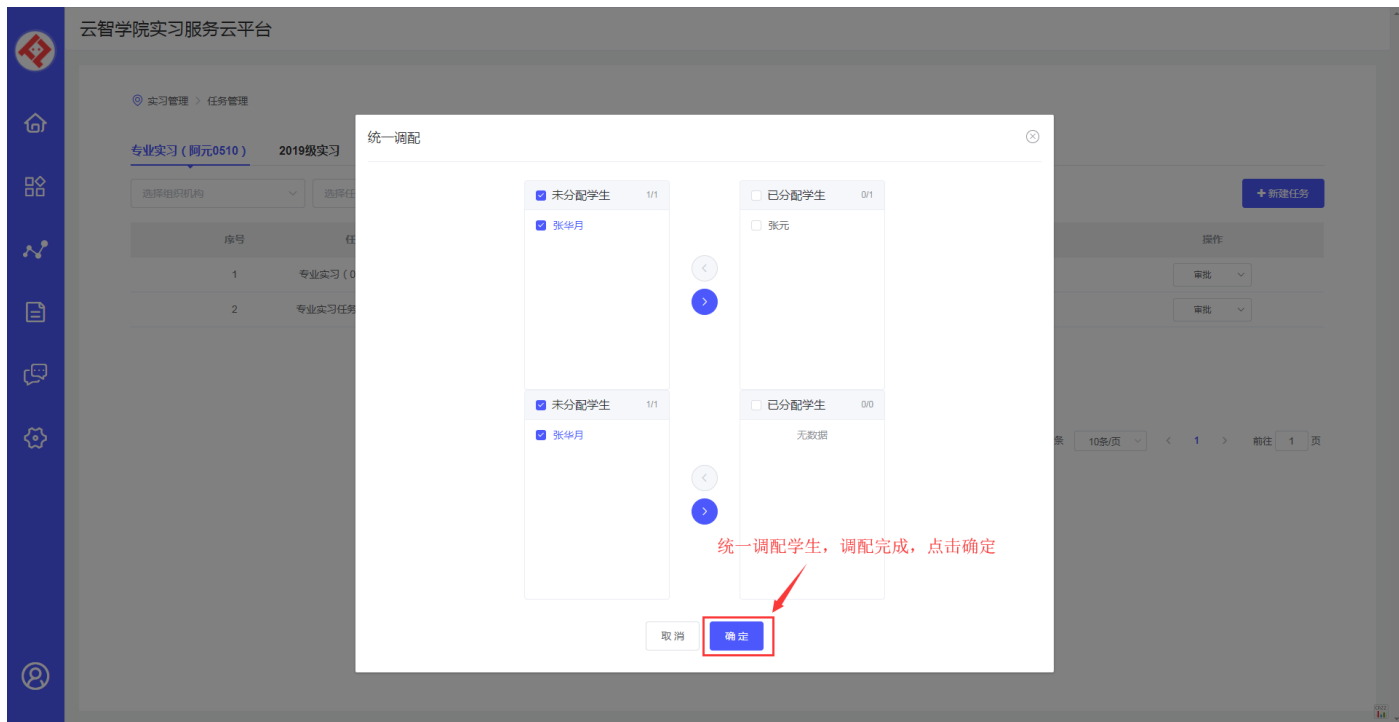 云智学院实习服务云平台
实习管理 > 任务管理
专业实习（阿元0510） 2019级实习
选择组织机构 选择任
+ 新建任务
序号 任 操作
1 专业实习（0 审批
2 专业实习任务 审批
条 10条/页 < 1 > 前往 1 页
统一调配
未分配学生 1/1
张华月
已分配学生 0/1
张元
未分配学生 1/1
张华月
已分配学生 0/0
无数据
统一调配学生，调配完成，点击确定
取消 确定